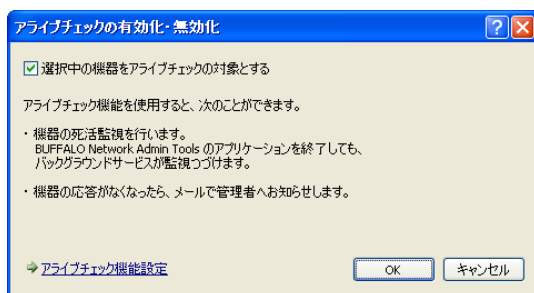 アライブチェックの有効化・無効化
選択中の機器をアライブチェックの対象とする
アライブチェック機能を使用すると、次のことができます。
・機器の死活監視を行います。
BUFFALO Network Admin Tools のアプリケーションを終了しても、
バックグラウンドサービスが監視つづけます。
・機器の応答がなくなったら、メールで管理者へお知らせします。
アライブチェック機能設定
OK キャンセル